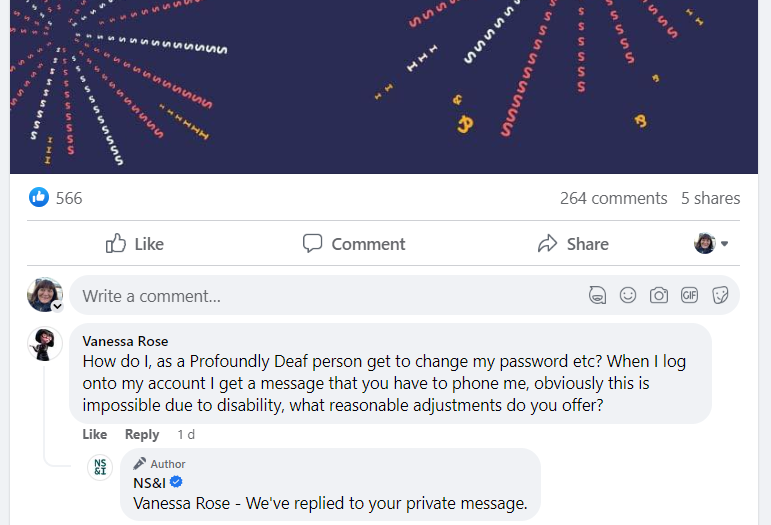 566
264 comments 5 shares
Like Comment Share
Write a comment...
GIF
Vanessa Rose
How do I, as a Profoundly Deaf person get to change my password etc? When I log
onto my account I get a message that you have to phone me, obviously this is
impossible due to disability, what reasonable adjustments do you offer?
Like Reply 1 d
NS
&I
Author
NS&I
Vanessa Rose - We've replied to your private message.